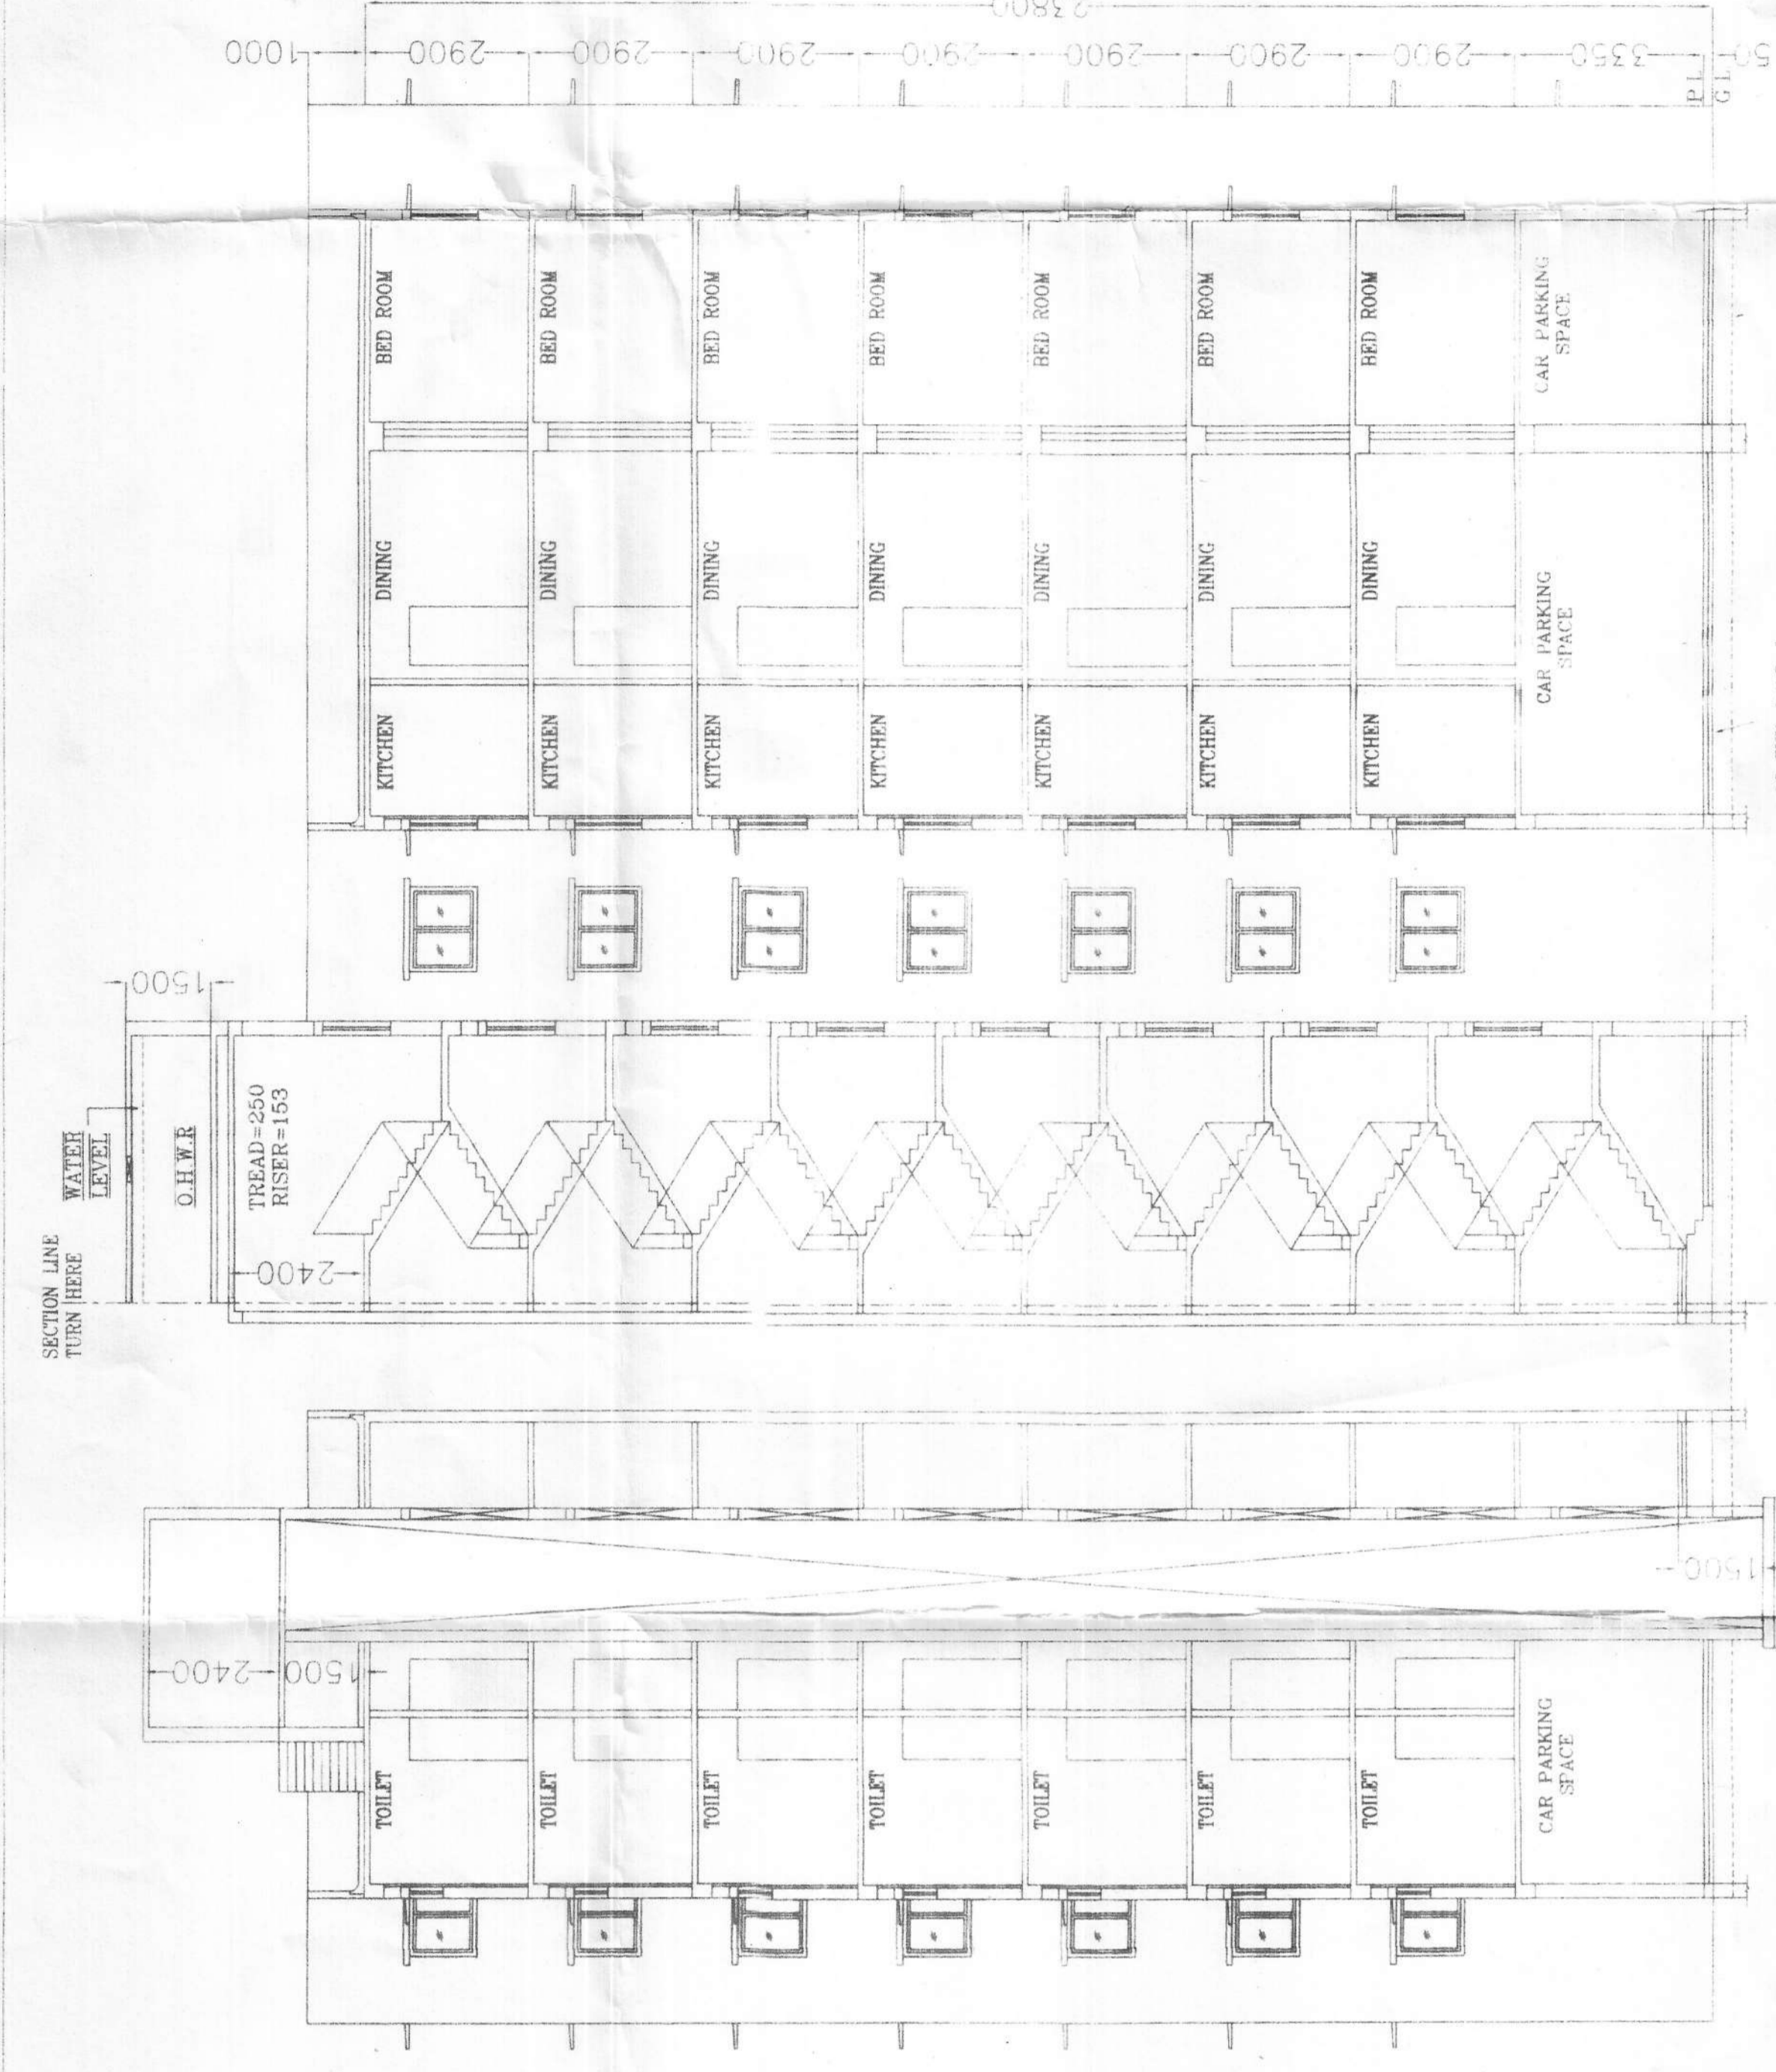 SECTION LINE
TURN HERE
WATER
LEVEL
O.H.W.R
1500
TREAD=250
RISER=153
2400
2400
1500
1500
1000
2900
2900
2900
2900
2900
2900
2900
3350
23800
P L
G L
TOILET
KITCHEN
DINING
BED ROOM
TOILET
KITCHEN
DINING
BED ROOM
TOILET
KITCHEN
DINING
BED ROOM
TOILET
KITCHEN
DINING
BED ROOM
TOILET
KITCHEN
DINING
BED ROOM
TOILET
KITCHEN
DINING
BED ROOM
TOILET
KITCHEN
DINING
BED ROOM
CAR PARKING
SPACE
CAR PARKING
SPACE
CAR PARKING
SPACE